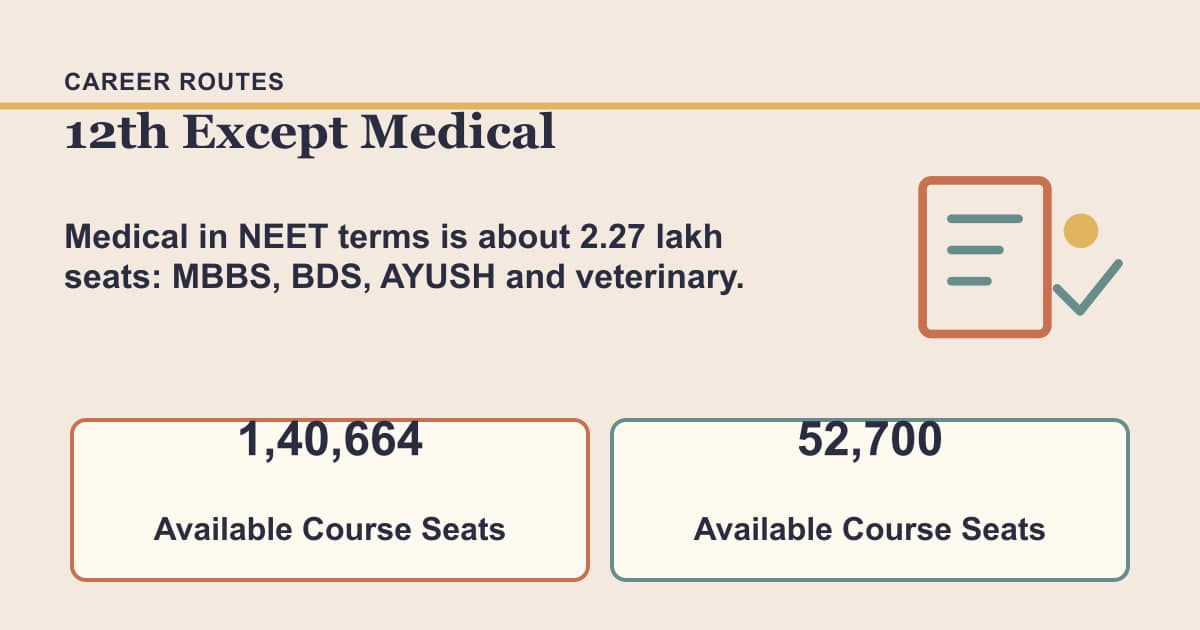 CAREER ROUTES
12th Except Medical
Medical in NEET terms is about 2.27 lakh
seats: MBBS, BDS, AYUSH and veterinary.
1,40,664
Available Course Seats
52,700
Available Course Seats